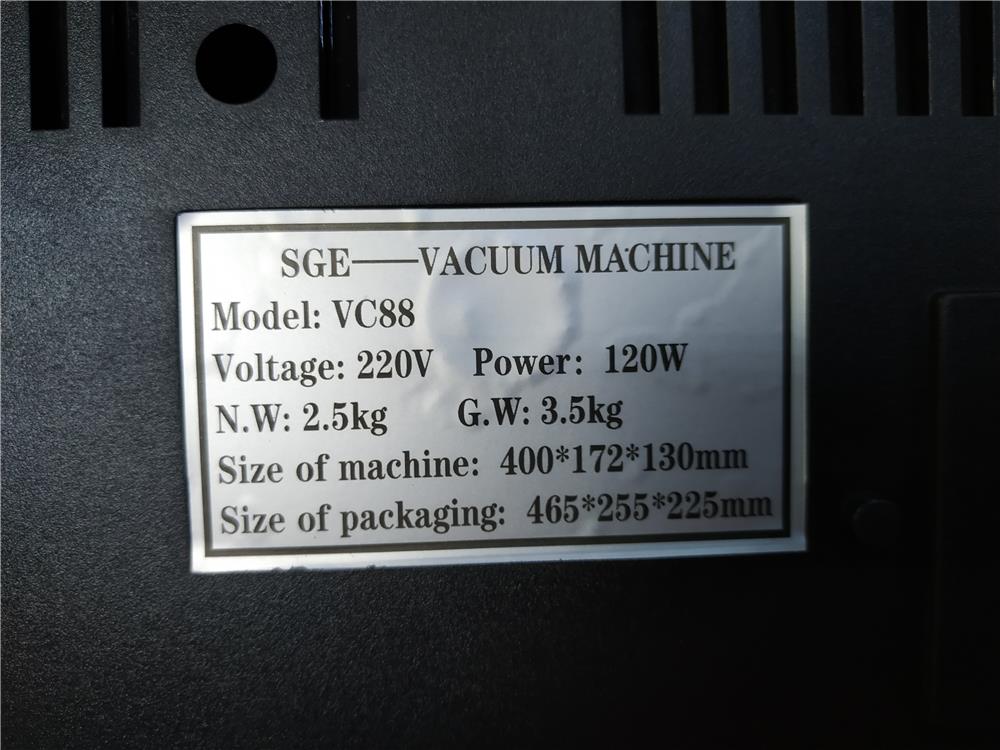 SGE——VACUUM MACHINE
Model: VC88
Voltage: 220V Power: 120W
N.W: 2.5kg G.W: 3.5kg
Size of machine: 400*172*130mm
Size of packaging: 465*255*225mm